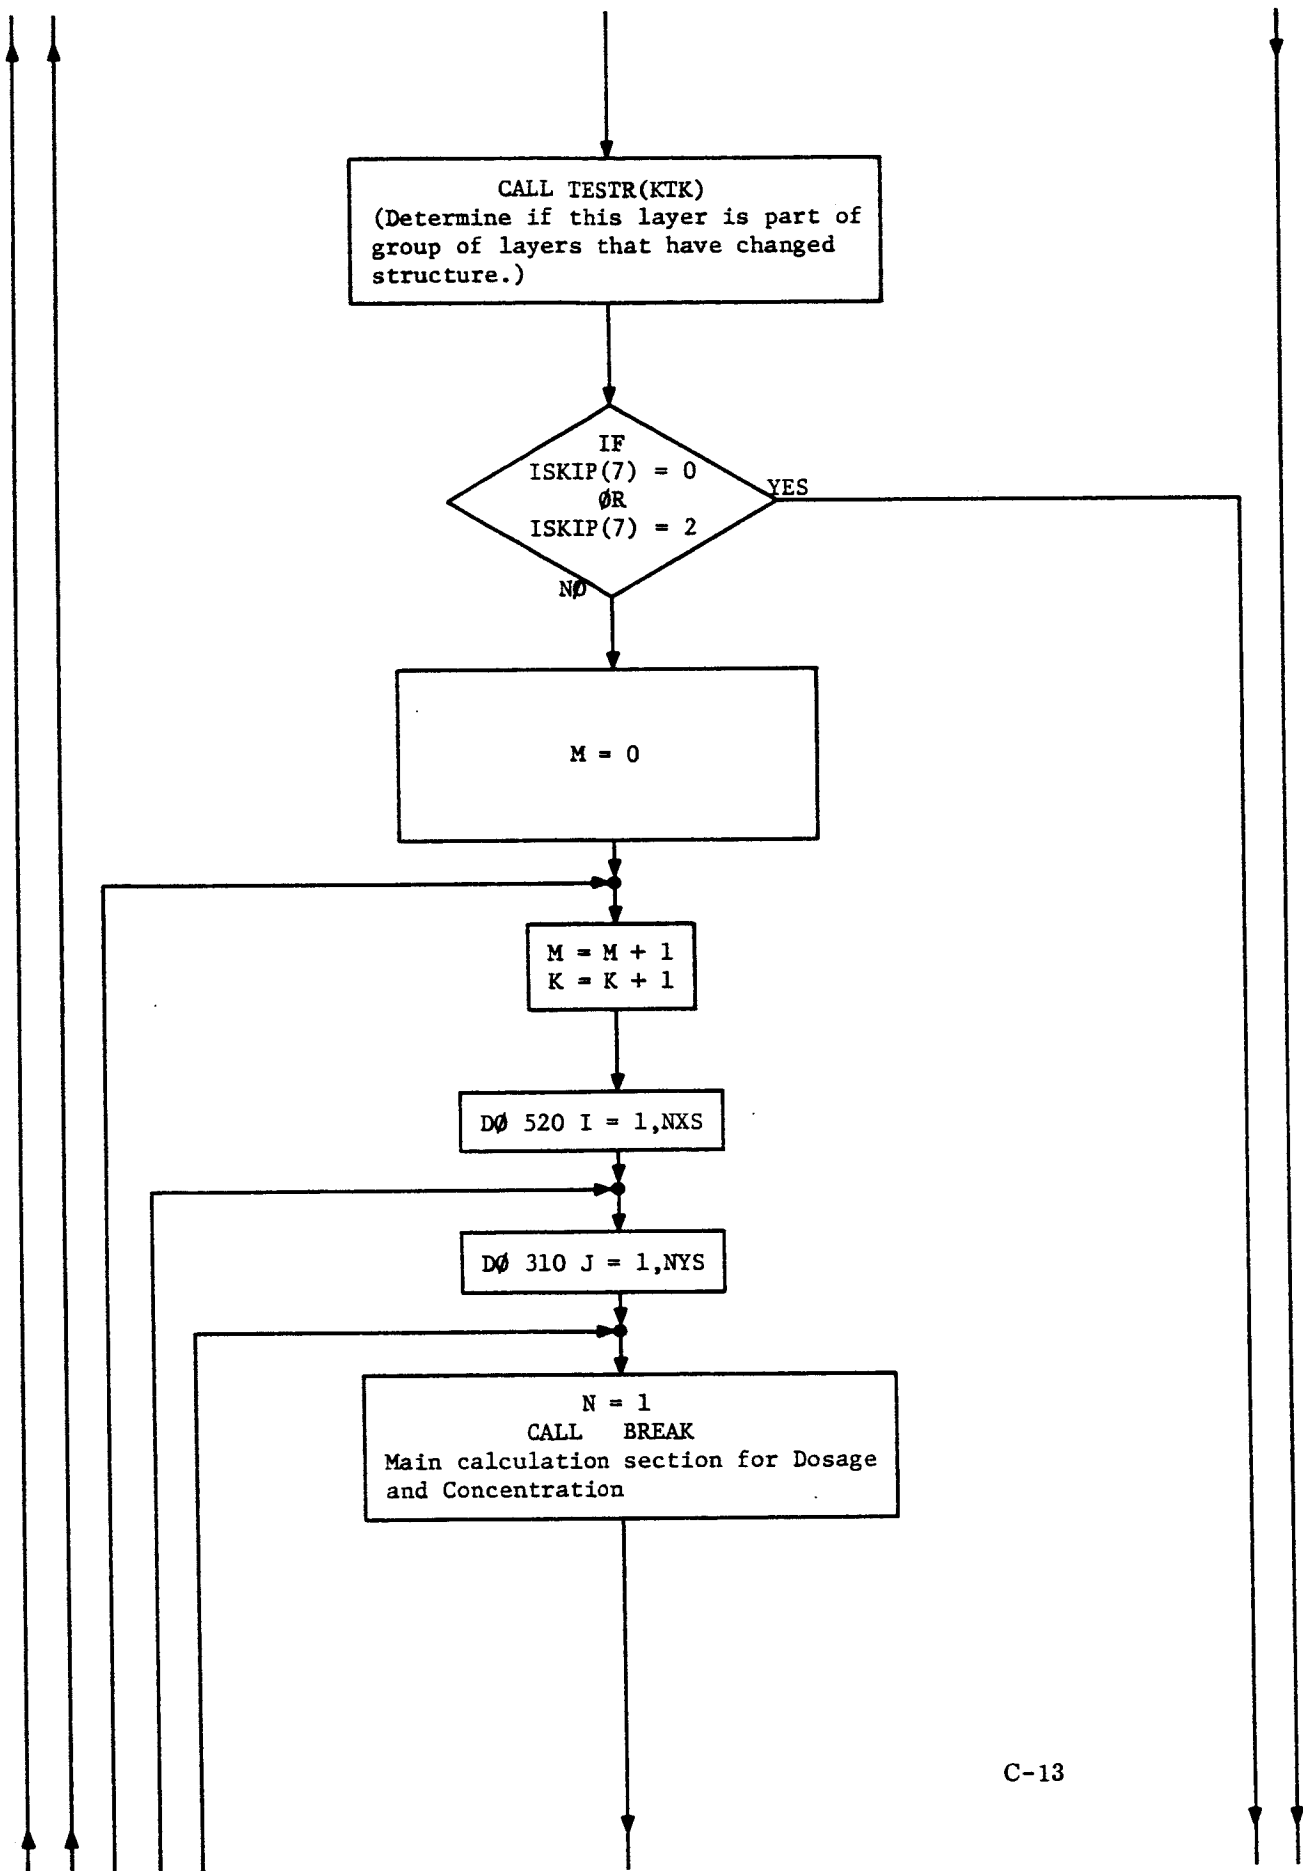 CALL TESTR(KTK)
(Determine if this layer is part of
group of layers that have changed
structure.)
IF
ISKIP(7) = 0
ØR
ISKIP(7) = 2
YES
NØ
M = 0
M = M + 1
K = K + 1
DØ 520 I = 1,NXS
DØ 310 J = 1,NYS
N = 1
CALL BREAK
Main calculation section for Dosage
and Concentration
C-13